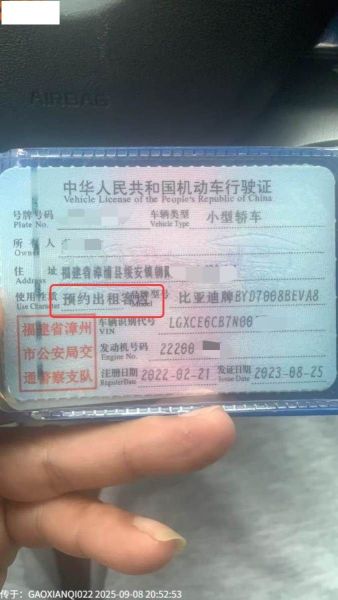 AIRBAG
中华人民共和国机动车行驶证
Vehicle License of the People's Republic of China
号牌号码 车辆类型 小型轿车
Plate No. Vehicle Type
所有人
Owner
住址 福建省漳浦县绥安镇朝阳
Address
使用性质 预约出租客运 品牌型号 比亚迪牌BYD7008BEVA8
Use Character Model
福建省漳州市公安局交通警察支队
车辆识别代号 LGXCE6CB7N00
VIN
发动机号码 22200
Engine No.
注册日期 2022-02-21 发证日期 2023-08-25
Register Date Issue Date
传于：GAOXIANQI022 2025-09-08 20:52:53